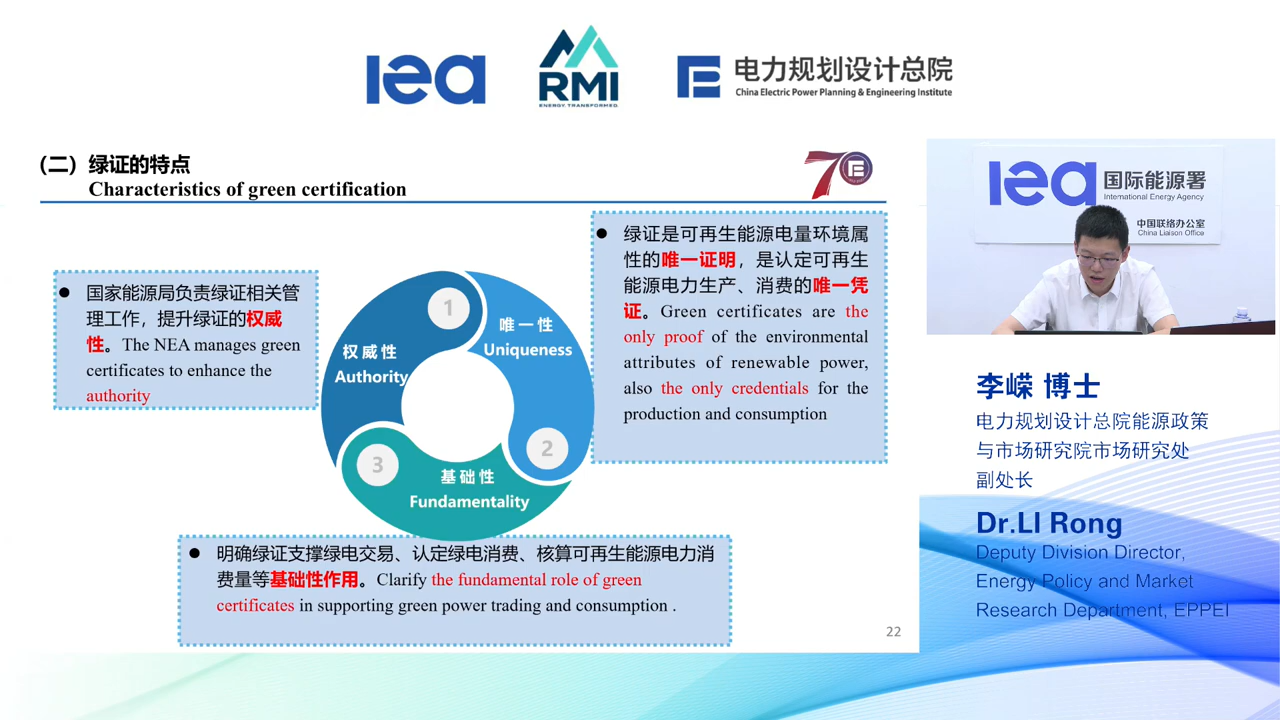 iea
RMI
ENERGY TRANSFORMED
电力规划设计总院
China Electric Power Planning & Engineering Institute
（二）绿证的特点
Characteristics of green certification
70
国家能源局负责绿证相关管
理工作，提升绿证的权威
性。The NEA manages green
certificates to enhance the
authority
1
权威性
Authority
唯一性
Uniqueness
2
3
基础性
Fundamentality
绿证是可再生能源电量环境属
性的唯一证明，是认定可再生
能源电力生产、消费的唯一凭
证。Green certificates are the
only proof of the environmental
attributes of renewable power,
also the only credentials for the
production and consumption
明确绿证支撑绿电交易、认定绿电消费、核算可再生能源电力消
费量等基础性作用。Clarify the fundamental role of green
certificates in supporting green power trading and consumption .
22
iea 国际能源署
International Energy Agency
中国联络办公室
China Liaison Office
李嵘 博士
电力规划设计总院能源政策
与市场研究院市场研究处
副处长
Dr.LI Rong
Deputy Division Director,
Energy Policy and Market
Research Department, EPPEI